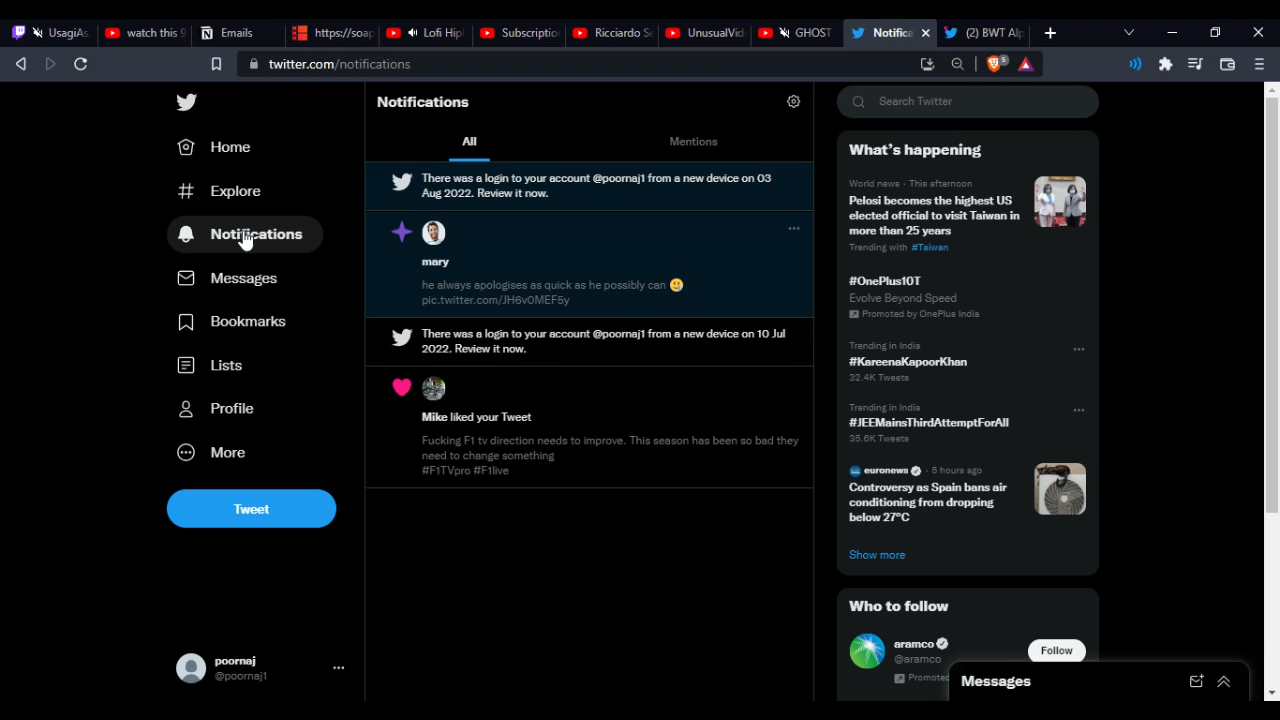 UsagiAs
watch this 9
Emails
https://soap
Lofi Hip
Subscriptio
Ricciardo Se
UnusualVid
GHOST
Notifica
(2) BWT Alp
twitter.com/notifications
5
Home
Explore
Notifications
Messages
Bookmarks
Lists
Profile
More
Tweet
poornaj
@poornaj1
Notifications
All
Mentions
There was a login to your account @poornaj1 from a new device on 03
Aug 2022. Review it now.
mary
he always apologises as quick as he possibly can
pic.twitter.com/JH6v0MEF5y
There was a login to your account @poornaj1 from a new device on 10 Jul
2022. Review it now.
Mike liked your Tweet
Fucking F1 tv direction needs to improve. This season has been so bad they
need to change something
#F1TVpro #F1live
Search Twitter
What's happening
World news · This afternoon
Pelosi becomes the highest US
elected official to visit Taiwan in
more than 25 years
Trending with #Taiwan
#OnePlus10T
Evolve Beyond Speed
Promoted by OnePlus India
Trending in India
#KareenaKapoorKhan
32.4K Tweets
Trending in India
#JEEMainsThirdAttemptForAll
35.6K Tweets
euronews · 5 hours ago
Controversy as Spain bans air
conditioning from dropping
below 27°C
Show more
Who to follow
aramco
@aramco
Follow
Promoted
Messages